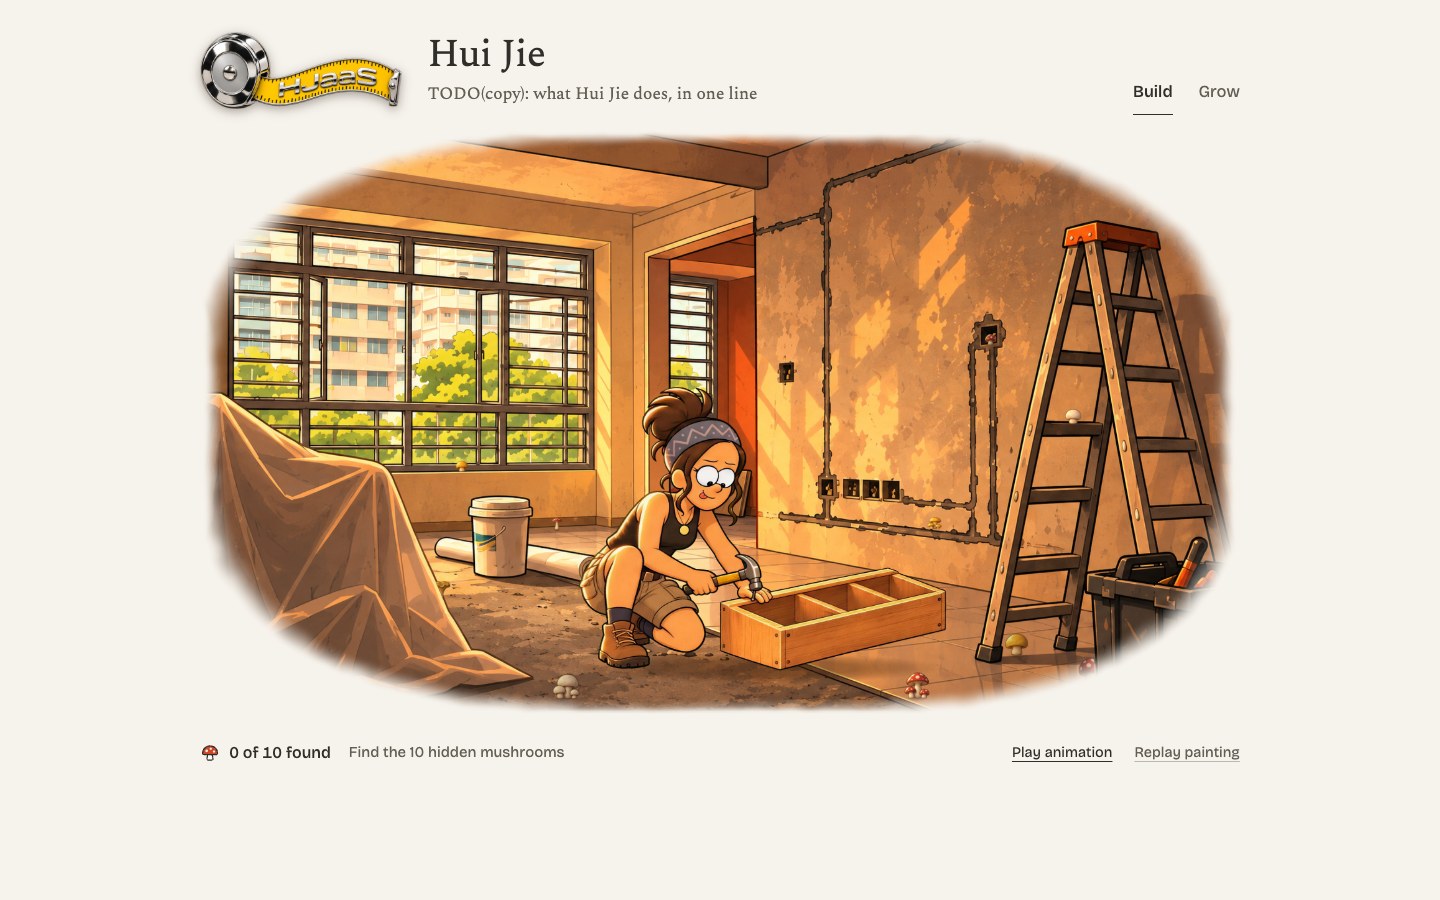 HJaaS
Hui Jie
TODO(copy): what Hui Jie does, in one line
Build
Grow
0 of 10 found
Find the 10 hidden mushrooms
Play animation
Replay painting